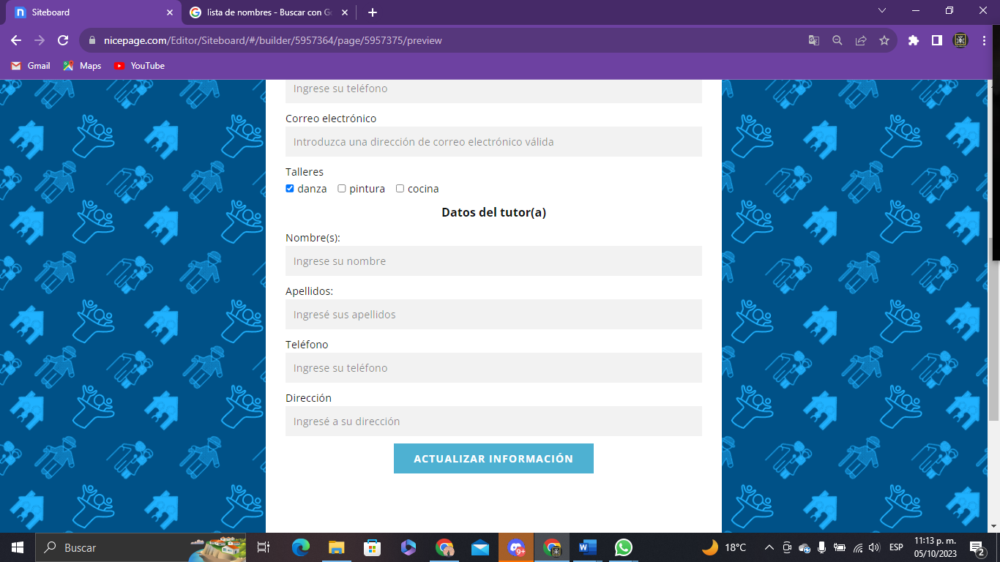 Siteboard
lista de nombres - Buscar con Go
nicepage.com/Editor/Siteboard/#/builder/5957364/page/5957375/preview
Gmail Maps YouTube
Ingrese su teléfono
Correo electrónico
Introduzca una dirección de correo electrónico válida
Talleres
danza pintura cocina
Datos del tutor(a)
Nombre(s):
Ingrese su nombre
Apellidos:
Ingresé sus apellidos
Teléfono
Ingrese su teléfono
Dirección
Ingresé a su dirección
ACTUALIZAR INFORMACIÓN
Buscar
9+
18°C
ESP
11:13 p. m.
05/10/2023
2